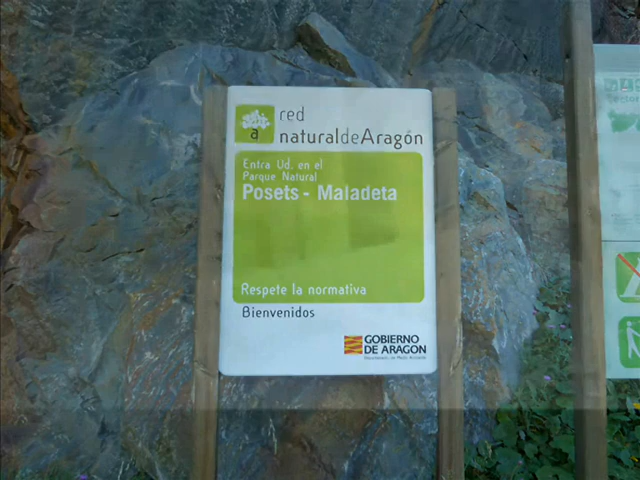 red
naturaldeAragón
a
Entra Ud. en el
Parque Natural
Posets - Maladeta
Respete la normativa
Bienvenidos
GOBIERNO
DE ARAGON